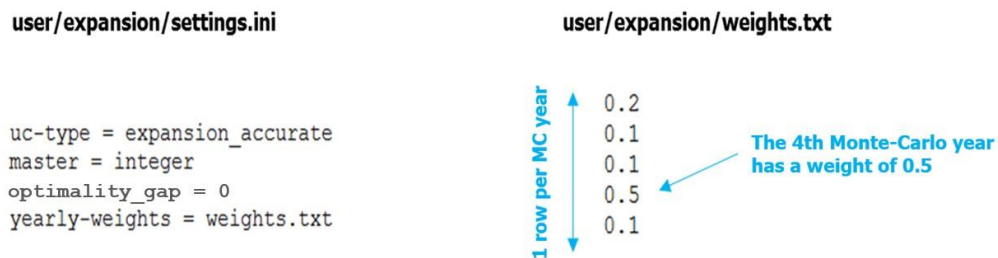 user/expansion/settings.ini
uc-type = expansion_accurate
master = integer
optimality_gap = 0
yearly-weights = weights.txt
user/expansion/weights.txt
1 row per MC year
0.2
0.1
0.1
0.5
0.1
The 4th Monte-Carlo year
has a weight of 0.5